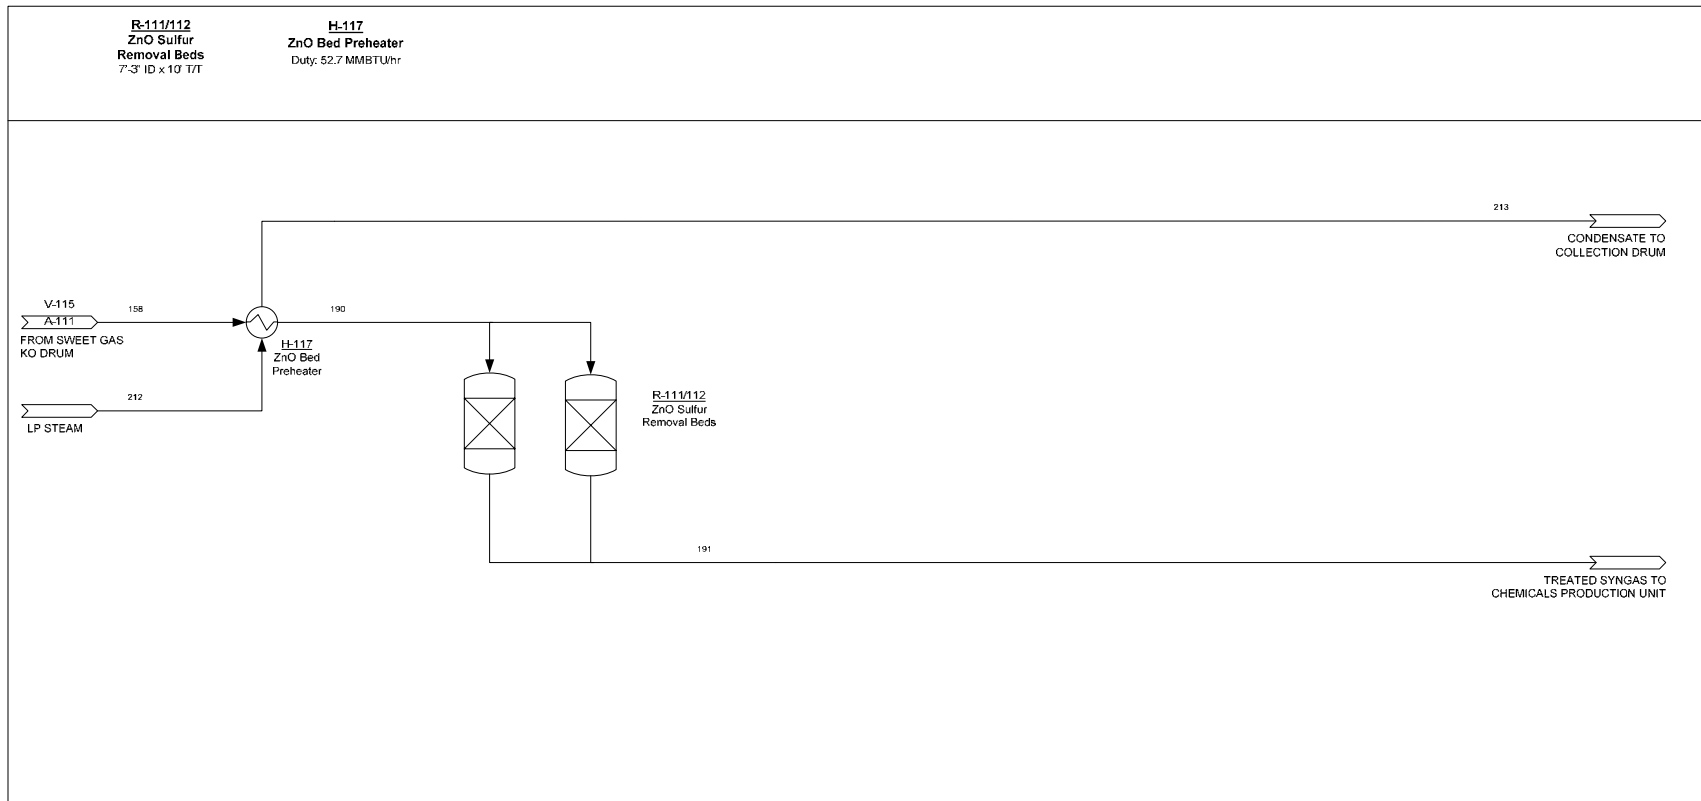 R-111/112
ZnO Sulfur
Removal Beds
7'-3" ID x 10' T/T
H-117
ZnO Bed Preheater
Duty: 52.7 MMBTU/hr
213
CONDENSATE TO
COLLECTION DRUM
V-115
A-111
FROM SWEET GAS
KO DRUM
158
190
H-117
ZnO Bed
Preheater
212
LP STEAM
R-111/112
ZnO Sulfur
Removal Beds
191
TREATED SYNGAS TO
CHEMICALS PRODUCTION UNIT